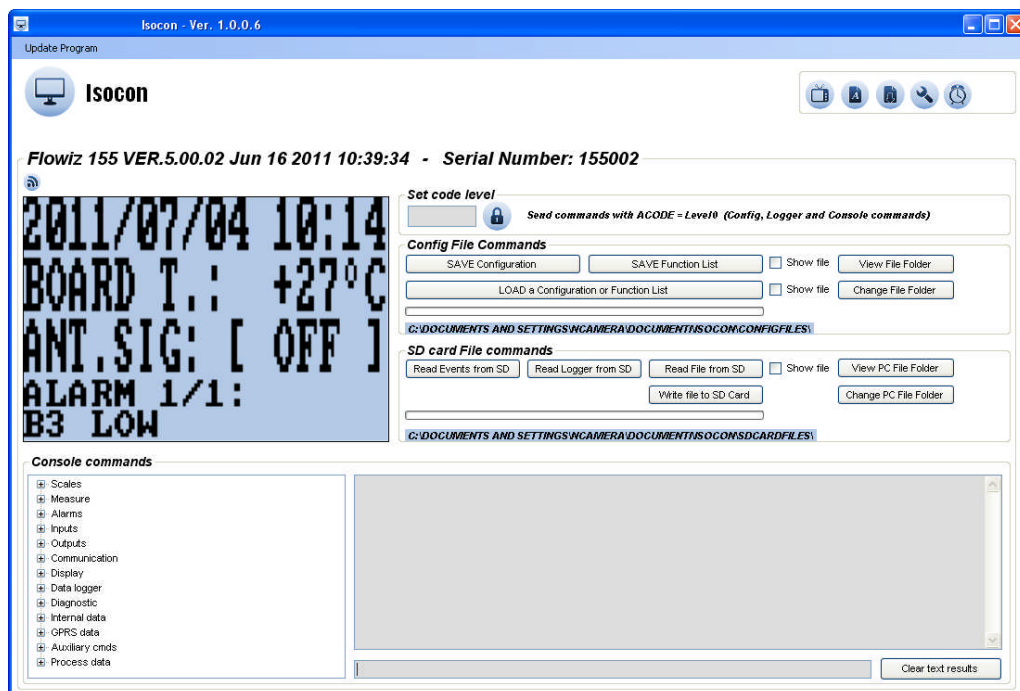 Isocon - Ver. 1.0.0.6
Update Program
Isocon
Flowiz 155 VER.5.00.02 Jun 16 2011 10:39:34 - Serial Number: 155002
2011/07/04 10:14
BOARD T.: +27°C
ANT.SIG: [ OFF ]
ALARM 1/1:
B3 LOW
Set code level
Send commands with ACODE = Level0 (Config, Logger and Console commands)
Config File Commands
SAVE Configuration
SAVE Function List
Show file
View File Folder
LOAD a Configuration or Function List
Show file
Change File Folder
C:\DOCUMENTS AND SETTINGS\NCAMERA\DOCUMENTI\ISOCON\CONFIGFILES\
SD card File commands
Read Events from SD
Read Logger from SD
Read File from SD
Show file
View PC File Folder
Write file to SD Card
Change PC File Folder
C:\DOCUMENTS AND SETTINGS\NCAMERA\DOCUMENTI\ISOCON\SDCARDFILES\
Console commands
Scales
Measure
Alarms
Inputs
Outputs
Communication
Display
Data logger
Diagnostic
Internal data
GPRS data
Auxiliary cmds
Process data
Clear text results